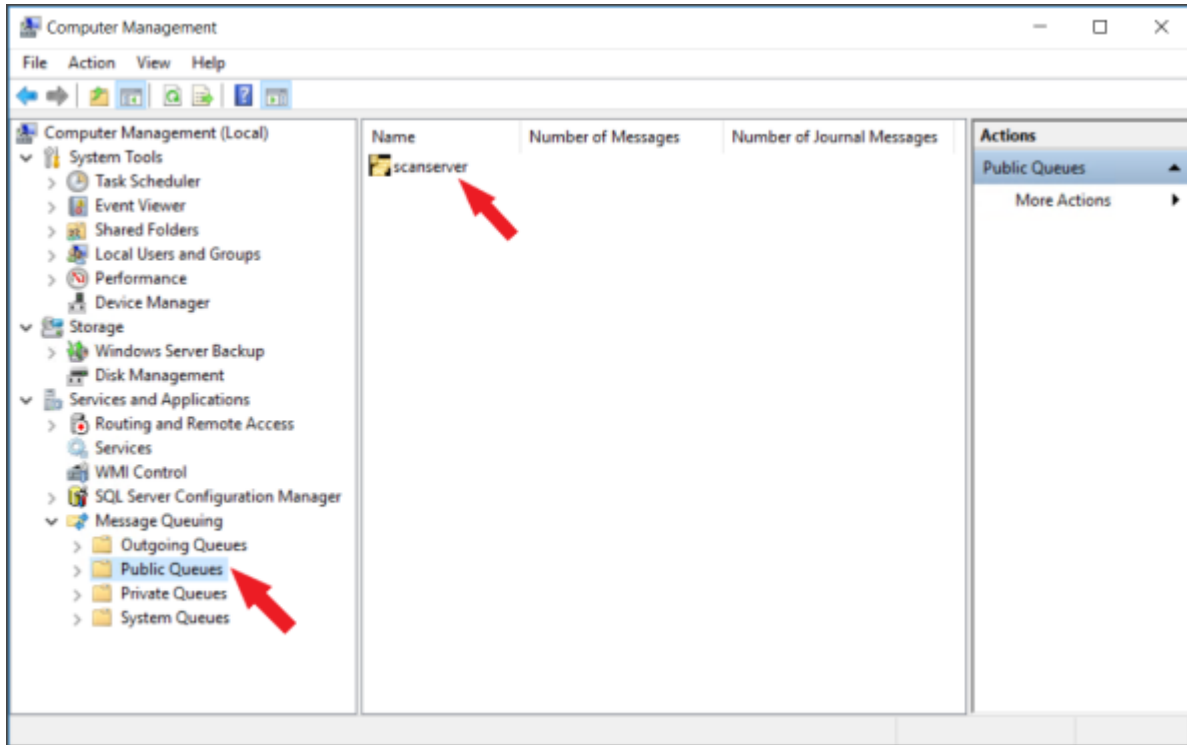 Computer Management
File Action View Help
Computer Management (Local)
System Tools
Task Scheduler
Event Viewer
Shared Folders
Local Users and Groups
Performance
Device Manager
Storage
Windows Server Backup
Disk Management
Services and Applications
Routing and Remote Access
Services
WMI Control
SQL Server Configuration Manager
Message Queuing
Outgoing Queues
Public Queues
Private Queues
System Queues
Name Number of Messages Number of Journal Messages
scanserver
Actions
Public Queues
More Actions